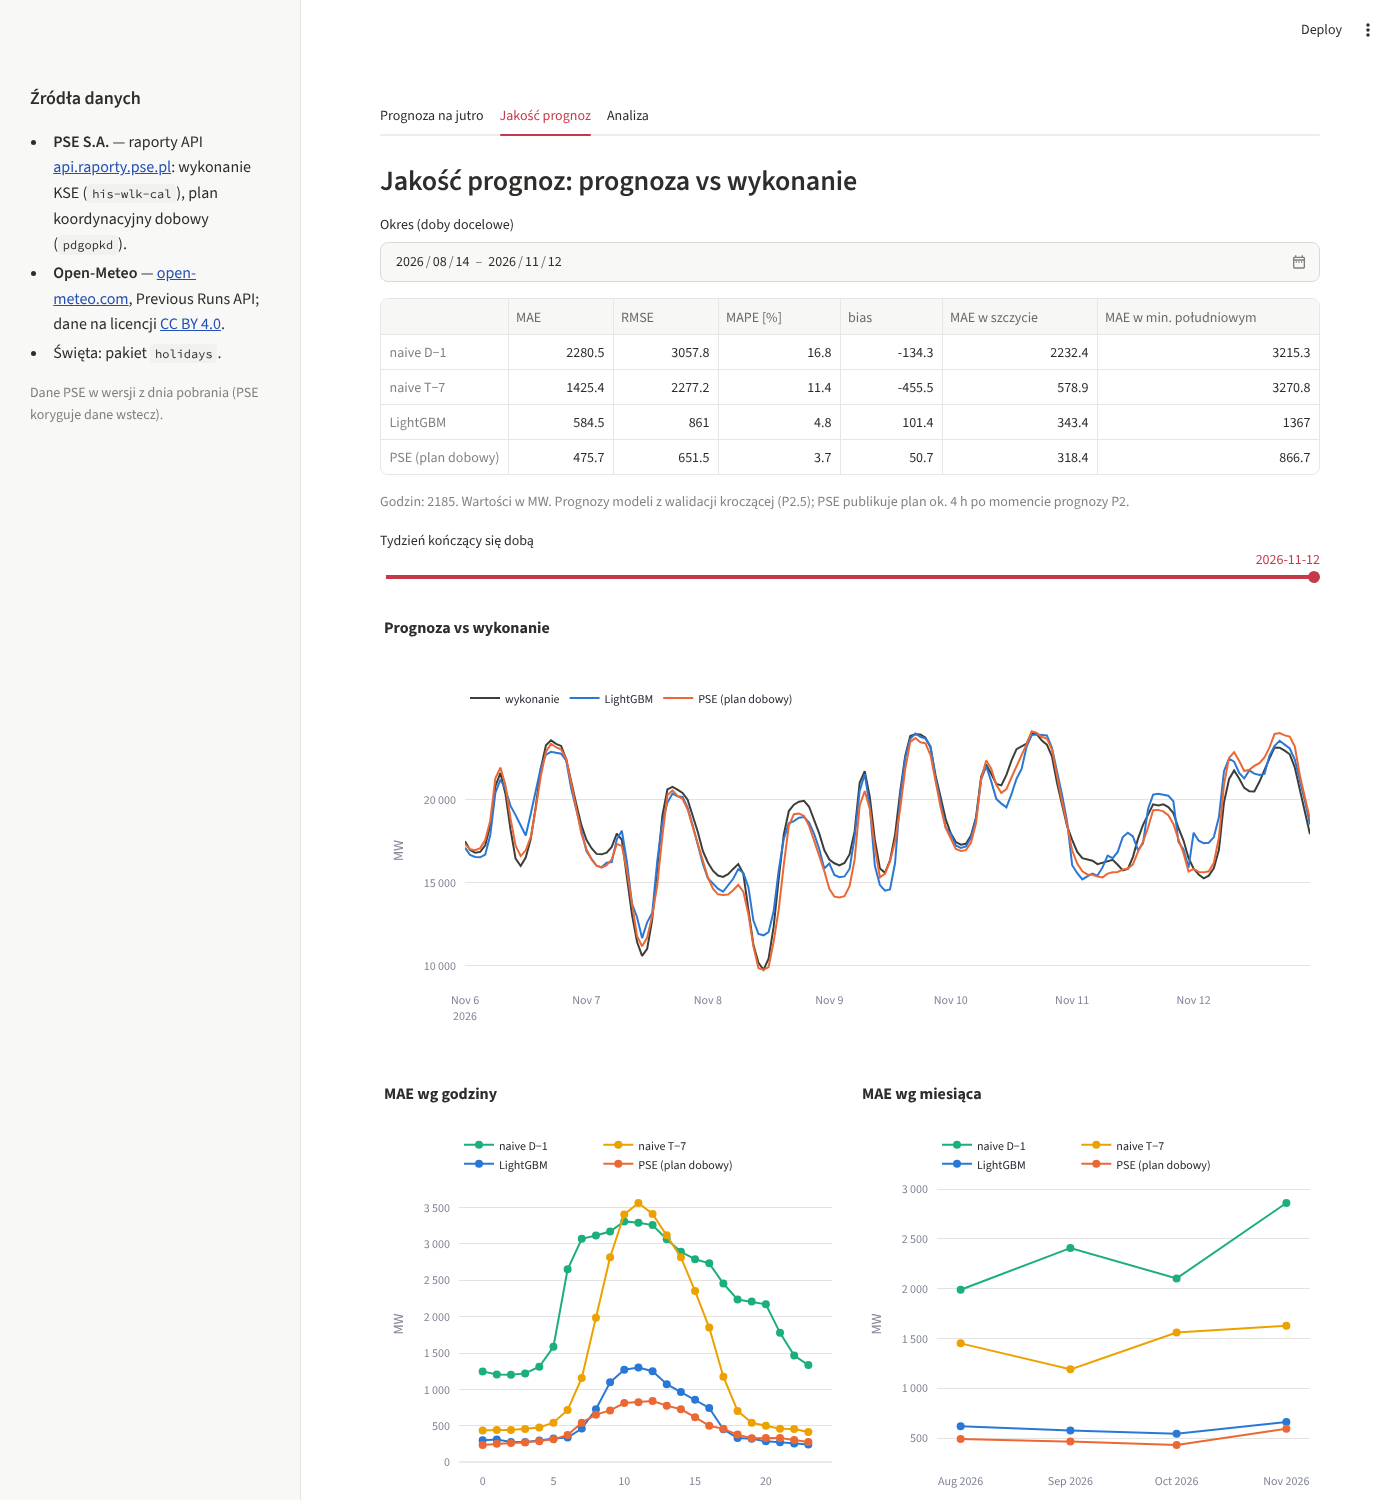 Deploy
Źródła danych
PSE S.A. — raporty API
api.raporty.pse.pl: wykonanie
KSE ( his-wlk-cal ), plan
koordynacyjny dobowy
( pdgopkd ).
Open-Meteo — open-
meteo.com, Previous Runs API;
dane na licencji CC BY 4.0.
Święta: pakiet holidays .
Dane PSE w wersji z dnia pobrania (PSE
koryguje dane wstecz).
Prognoza na jutro Jakość prognoz Analiza
Jakość prognoz: prognoza vs wykonanie
Okres (doby docelowe)
2026/08/14 – 2026/11/12
MAE RMSE MAPE [%] bias MAE w szczycie MAE w min. południowym
naive D−1 2280.5 3057.8 16.8 -134.3 2232.4 3215.3
naive T−7 1425.4 2277.2 11.4 -455.5 578.9 3270.8
LightGBM 584.5 861 4.8 101.4 343.4 1367
PSE (plan dobowy) 475.7 651.5 3.7 50.7 318.4 866.7
Godzin: 2185. Wartości w MW. Prognozy modeli z walidacji kroczącej (P2.5); PSE publikuje plan ok. 4 h po momencie prognozy P2.
Tydzień kończący się dobą
2026-11-12
Prognoza vs wykonanie
wykonanie LightGBM PSE (plan dobowy)
20 000
15 000
10 000
MW
Nov 6 Nov 7 Nov 8 Nov 9 Nov 10 Nov 11 Nov 12
2026
MAE wg godziny
naive D−1 naive T−7
LightGBM PSE (plan dobowy)
3 500
3 000
2 500
2 000
1 500
1 000
500
0
MW
0 5 10 15 20
MAE wg miesiąca
naive D−1 naive T−7
LightGBM PSE (plan dobowy)
3 000
2 500
2 000
1 500
1 000
500
MW
Aug 2026 Sep 2026 Oct 2026 Nov 2026